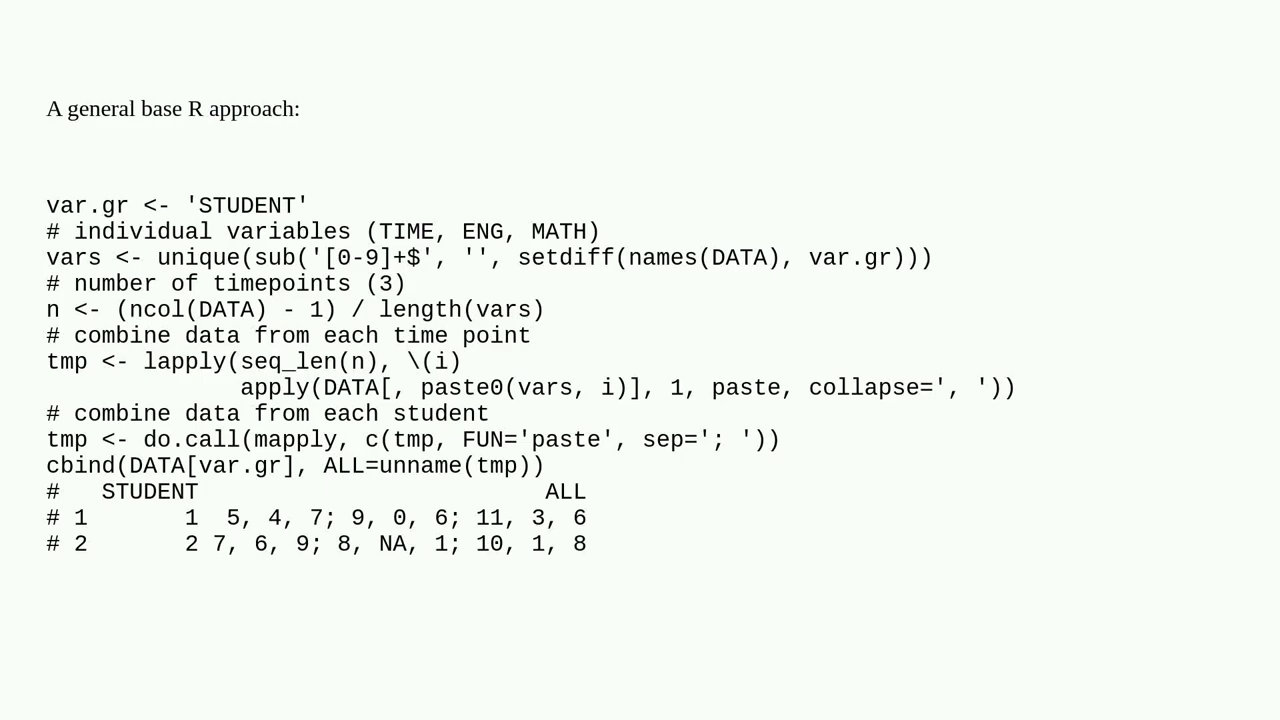 A general base R approach:
var.gr <- 'STUDENT'
# individual variables (TIME, ENG, MATH)
vars <- unique(sub('[0-9]+$', '', setdiff(names(DATA), var.gr)))
# number of timepoints (3)
n <- (ncol(DATA) - 1) / length(vars)
# combine data from each time point
tmp <- lapply(seq_len(n), \(i)
              apply(DATA[, paste0(vars, i)], 1, paste, collapse=', '))
# combine data from each student
tmp <- do.call(mapply, c(tmp, FUN='paste', sep='; '))
cbind(DATA[var.gr], ALL=unname(tmp))
#   STUDENT                         ALL
# 1       1  5, 4, 7; 9, 0, 6; 11, 3, 6
# 2       2 7, 6, 9; 8, NA, 1; 10, 1, 8